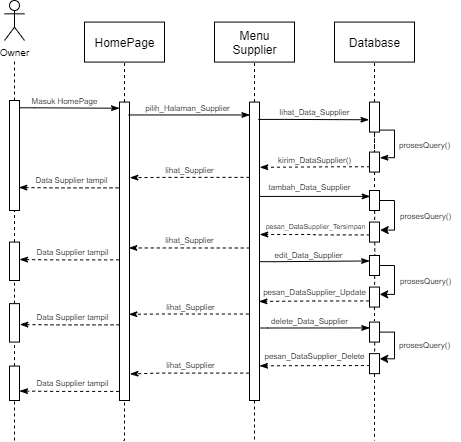 Owner
HomePage
Menu
Supplier
Database
Masuk HomePage
pilih_Halaman_Supplier
lihat_Data_Supplier
prosesQuery()
kirim_DataSupplier()
lihat_Supplier
Data Supplier tampil
tambah_Data_Supplier
prosesQuery()
pesan_DataSupplier_Tersimpan
lihat_Supplier
Data Supplier tampil
edit_Data_Supplier
prosesQuery()
pesan_DataSupplier_Update
lihat_Supplier
Data Supplier tampil
delete_Data_Supplier
prosesQuery()
pesan_DataSupplier_Delete
lihat_Supplier
Data Supplier tampil